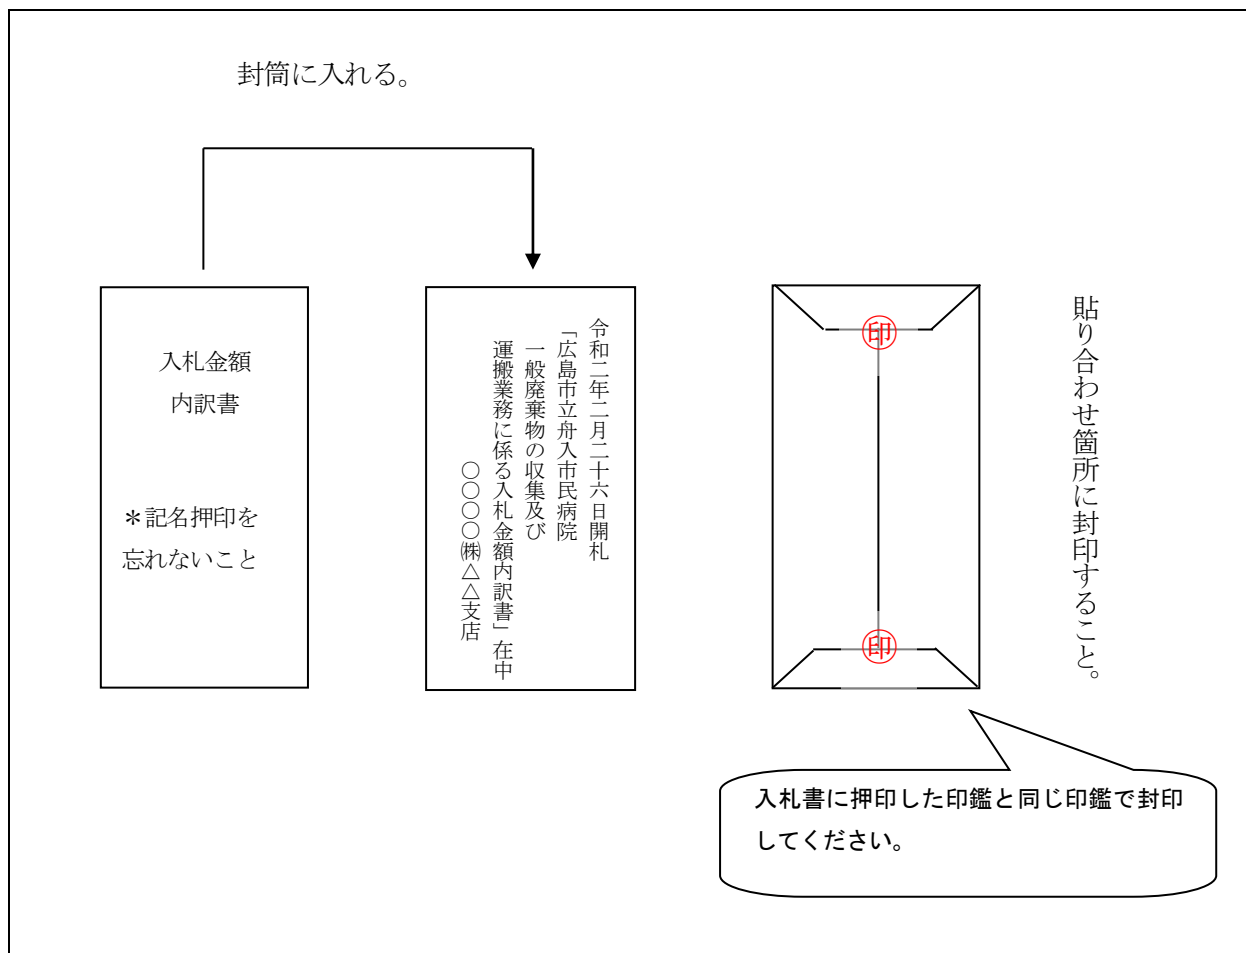 封筒に入れる。
入札金額
内訳書
＊記名押印を
忘れないこと
令和二年二月二十六日開札
「広島市立舟入市民病院
一般廃棄物の収集及び
運搬業務に係る入札金額内訳書」在中
〇〇〇〇㈱△△支店
印
印
貼り合わせ箇所に封印すること。
入札書に押印した印鑑と同じ印鑑で封印
してください。